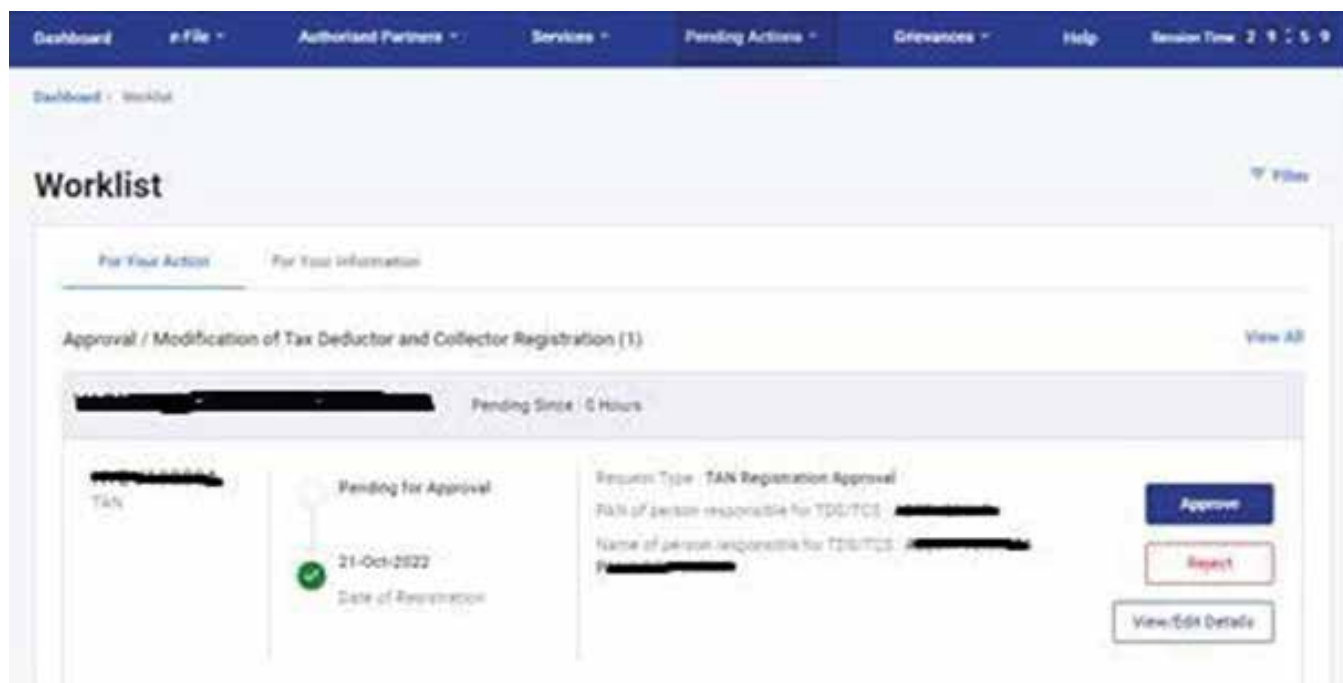 Dashboard e-File Authorised Partners Services Pending Actions Grievances Help Session Time 2 9 : 5 9
Dashboard Worklist
Worklist
Filter
For Your Action For Your Information
Approval / Modification of Tax Deductor and Collector Registration (1)
View All
Pending Since : 0 Hours
TAN
Pending for Approval
21-Oct-2022
Date of Registration
Request Type : TAN Registration Approval
PAN of person responsible for TDS/TCS :
Name of person responsible for TDS/TCS :
P
Approve
Reject
View/Edit Details